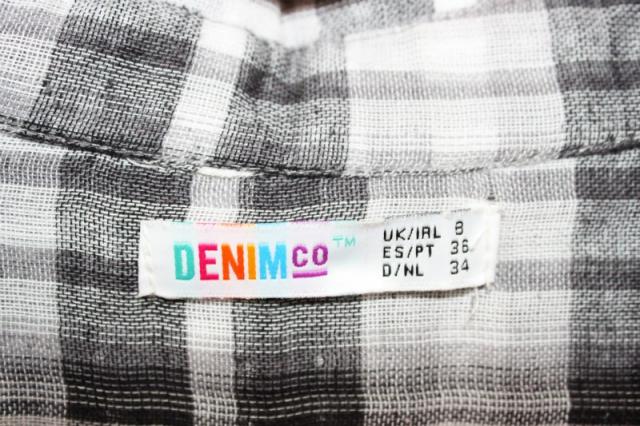 DENIMCO™
UK/IRL 8
ES/PT 36
D/NL 34